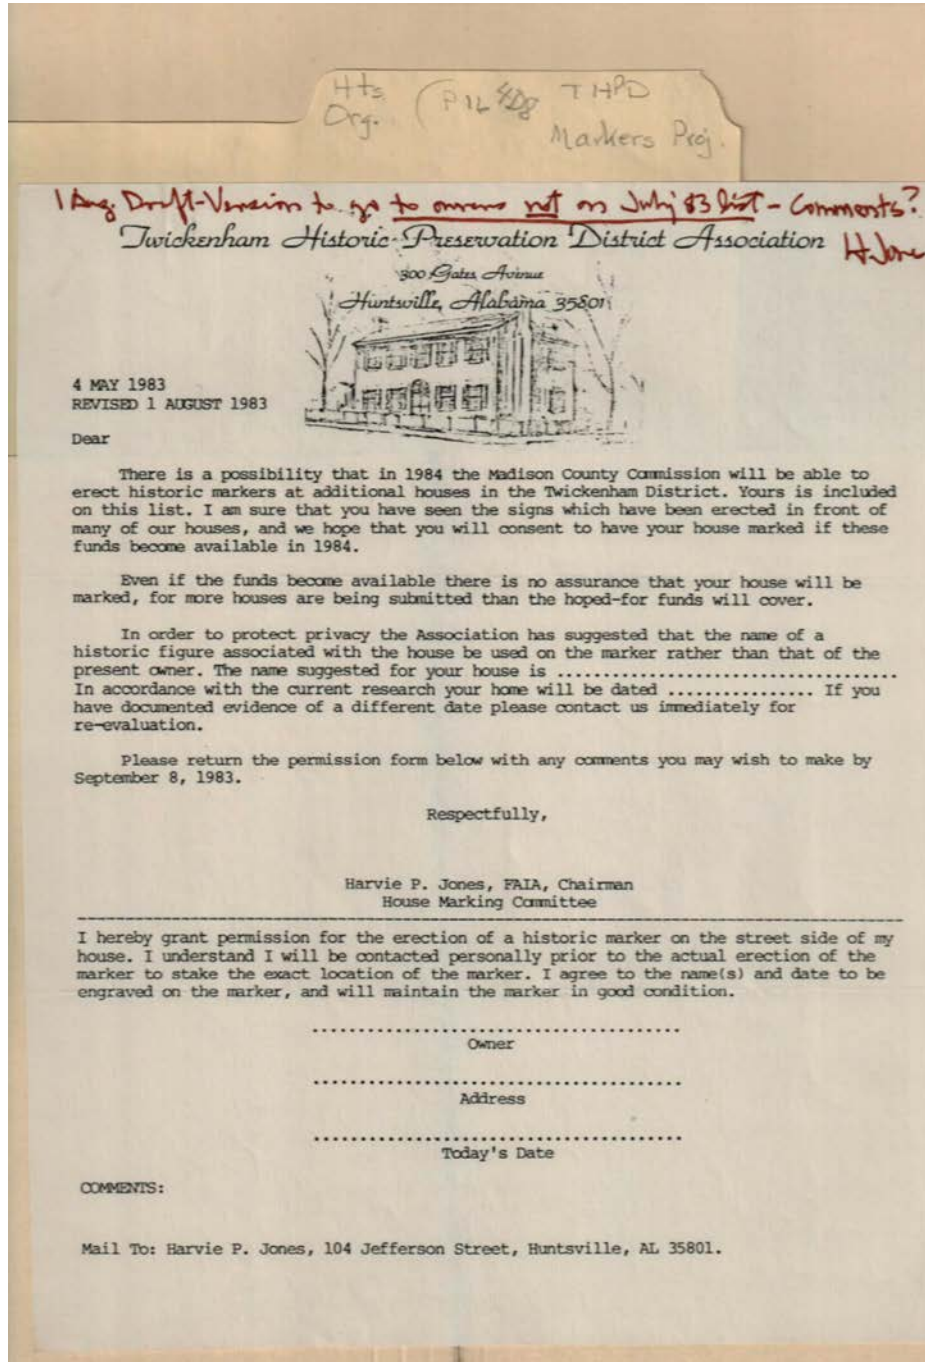 Hts. (P1L 4D8 THPD
Org. Markers Proj.
1 Aug. Draft-Version to go to owners not on July '83 list - Comments?
H Jones
Twickenham Historic Preservation District Association
300 Gates Avenue
Huntsville, Alabama 35801
4 MAY 1983
REVISED 1 AUGUST 1983
Dear
There is a possibility that in 1984 the Madison County Commission will be able to
erect historic markers at additional houses in the Twickenham District. Yours is included
on this list. I am sure that you have seen the signs which have been erected in front of
many of our houses, and we hope that you will consent to have your house marked if these
funds become available in 1984.
Even if the funds become available there is no assurance that your house will be
marked, for more houses are being submitted than the hoped-for funds will cover.
In order to protect privacy the Association has suggested that the name of a
historic figure associated with the house be used on the marker rather than that of the
present owner. The name suggested for your house is .....................................
In accordance with the current research your home will be dated ................ If you
have documented evidence of a different date please contact us immediately for
re-evaluation.
Please return the permission form below with any comments you may wish to make by
September 8, 1983.
Respectfully,
Harvie P. Jones, FAIA, Chairman
House Marking Committee
I hereby grant permission for the erection of a historic marker on the street side of my
house. I understand I will be contacted personally prior to the actual erection of the
marker to stake the exact location of the marker. I agree to the name(s) and date to be
engraved on the marker, and will maintain the marker in good condition.
........................................
Owner
........................................
Address
........................................
Today's Date
COMMENTS:
Mail To: Harvie P. Jones, 104 Jefferson Street, Huntsville, AL 35801.